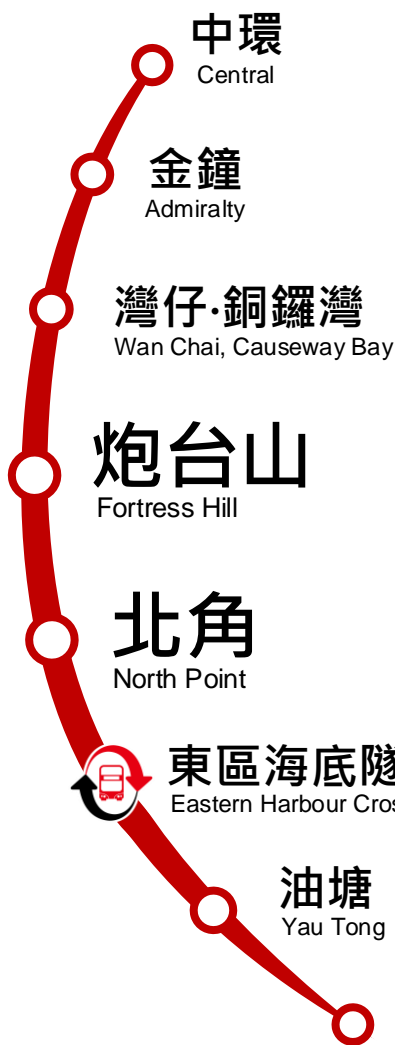 中環
Central
金鐘
Admiralty
灣仔·銅鑼灣
Wan Chai, Causeway Bay
炮台山
Fortress Hill
北角
North Point
東區海底隧
Eastern Harbour Cros
油塘
Yau Tong